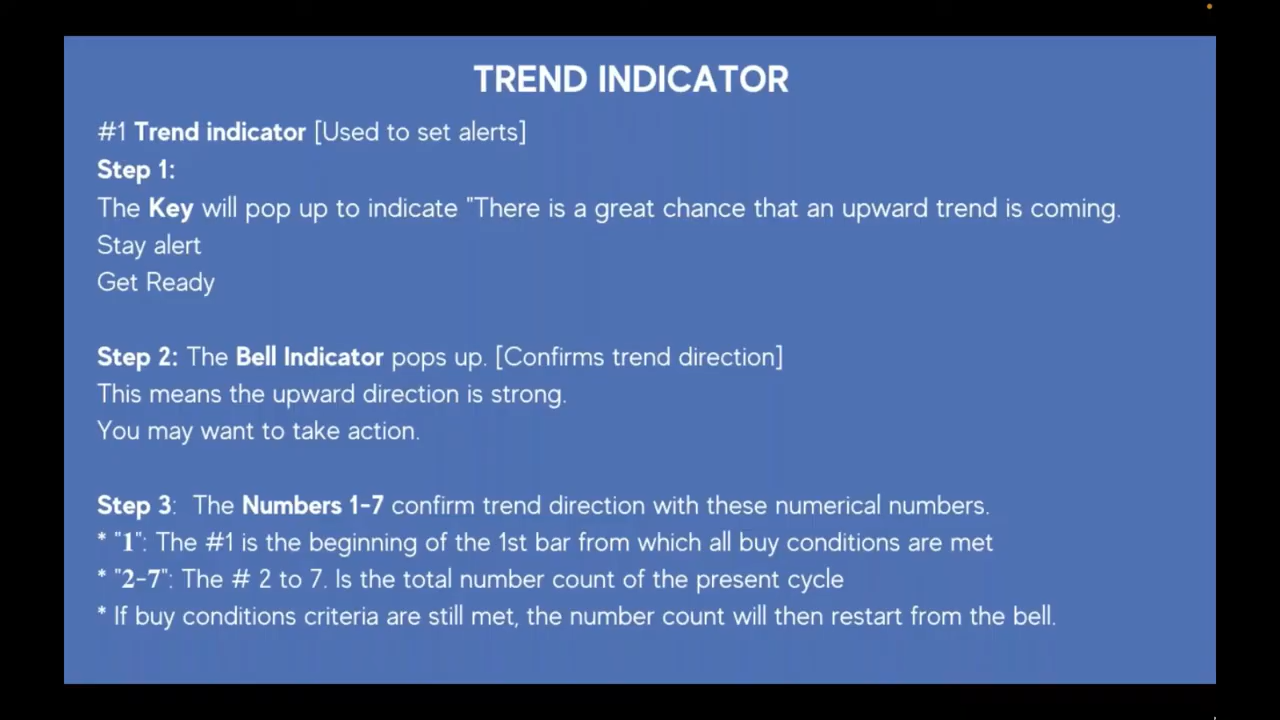 TREND INDICATOR
#1 Trend indicator [Used to set alerts]
Step 1:
The Key will pop up to indicate "There is a great chance that an upward trend is coming.
Stay alert
Get Ready
Step 2: The Bell Indicator pops up. [Confirms trend direction]
This means the upward direction is strong.
You may want to take action.
Step 3: The Numbers 1-7 confirm trend direction with these numerical numbers.
* "1": The #1 is the beginning of the 1st bar from which all buy conditions are met
* "2-7": The # 2 to 7. Is the total number count of the present cycle
* If buy conditions criteria are still met, the number count will then restart from the bell.